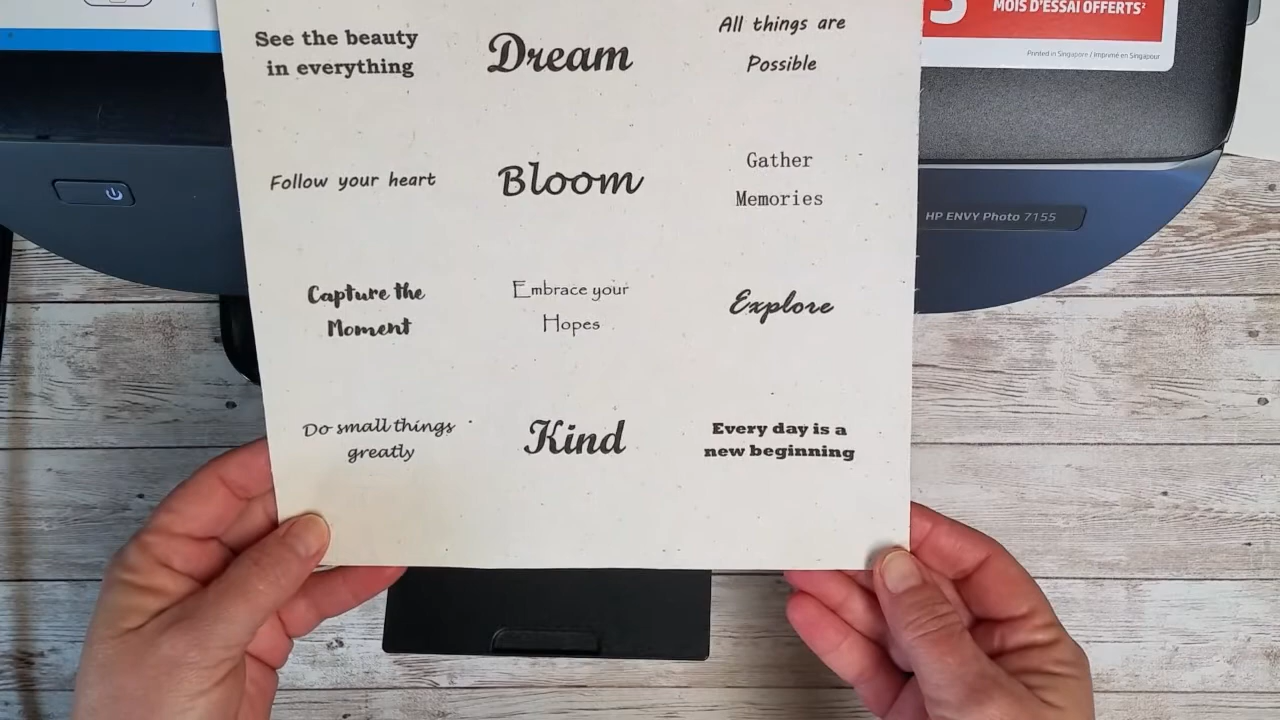 See the beauty
in everything
Dream
All things are
Possible
Follow your heart
Bloom
Gather
Memories
Capture the
Moment
Embrace your
Hopes
Explore
Do small things
greatly
Kind
Every day is a
new beginning
MOIS D'ESSAI OFFERTS²
Printed in Singapore / Imprimé en Singapour
HP ENVY Photo 7155